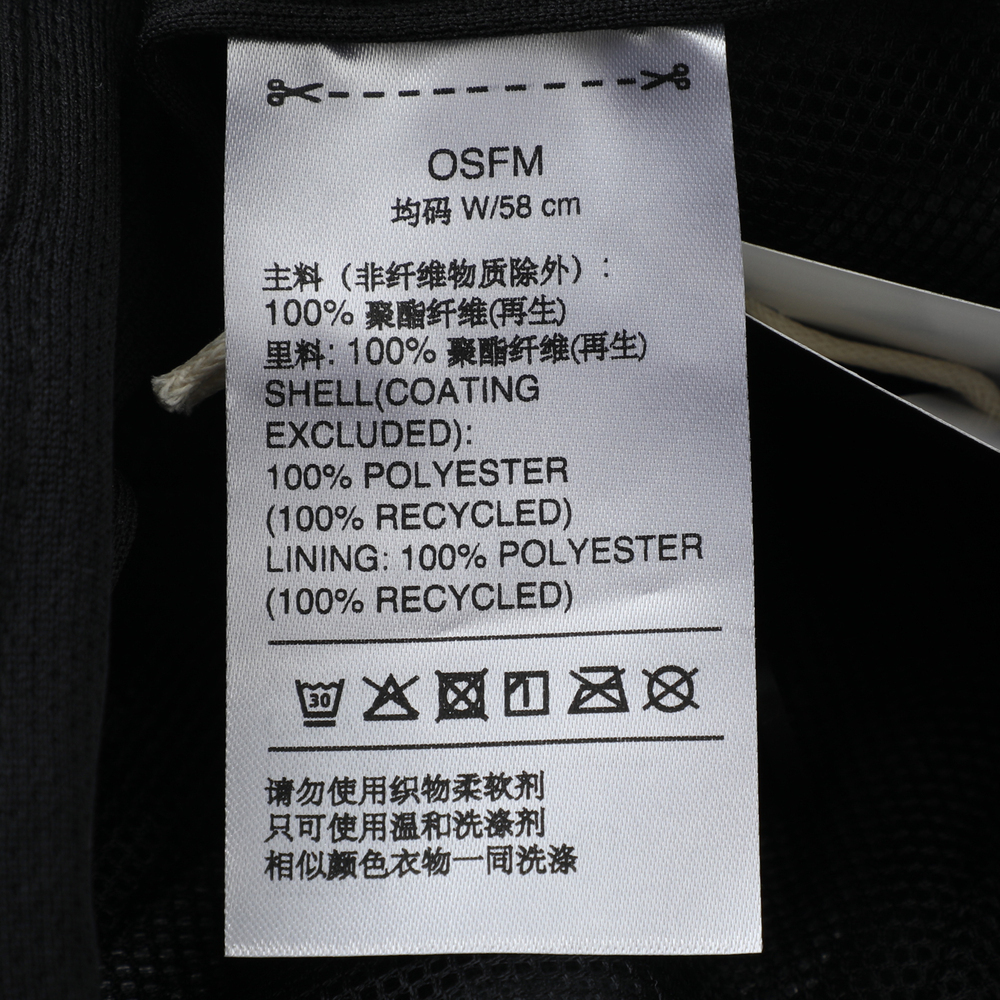 OSFM
均码 W/58 cm
主料（非纤维物质除外）:
100% 聚酯纤维(再生)
里料: 100% 聚酯纤维(再生)
SHELL(COATING
EXCLUDED):
100% POLYESTER
(100% RECYCLED)
LINING: 100% POLYESTER
(100% RECYCLED)
30
请勿使用织物柔软剂
只可使用温和洗涤剂
相似颜色衣物一同洗涤